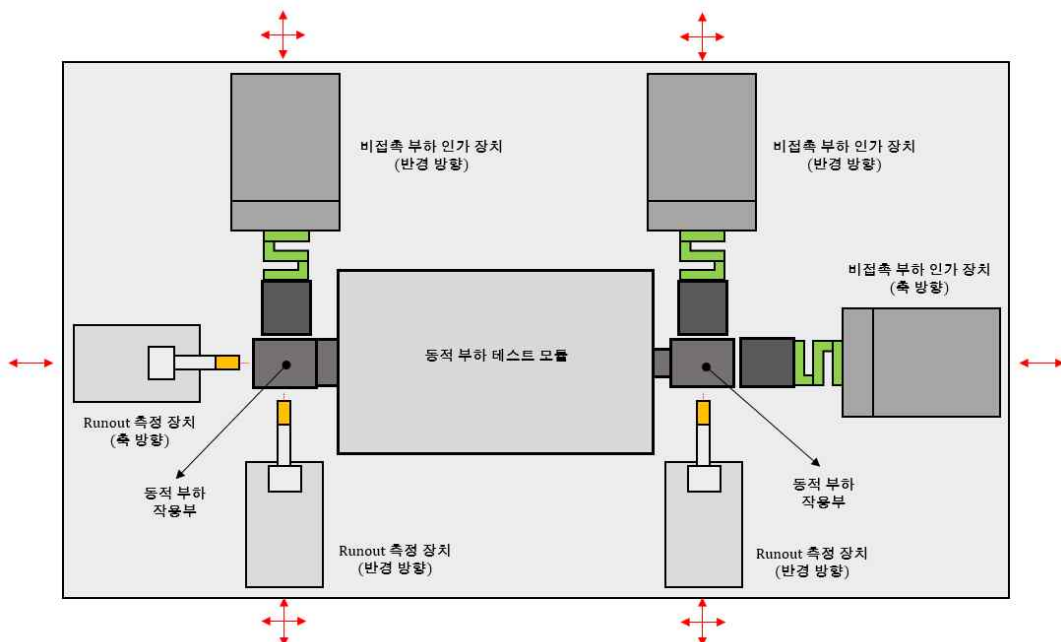 비접촉 부하 인가 장치
(반경 방향)
비접촉 부하 인가 장치
(반경 방향)
비접촉 부하 인가 장치
(축 방향)
동적 부하 테스트 모듈
Runout 측정 장치
(축 방향)
동적 부하
작용부
동적 부하
작용부
Runout 측정 장치
(반경 방향)
Runout 측정 장치
(반경 방향)